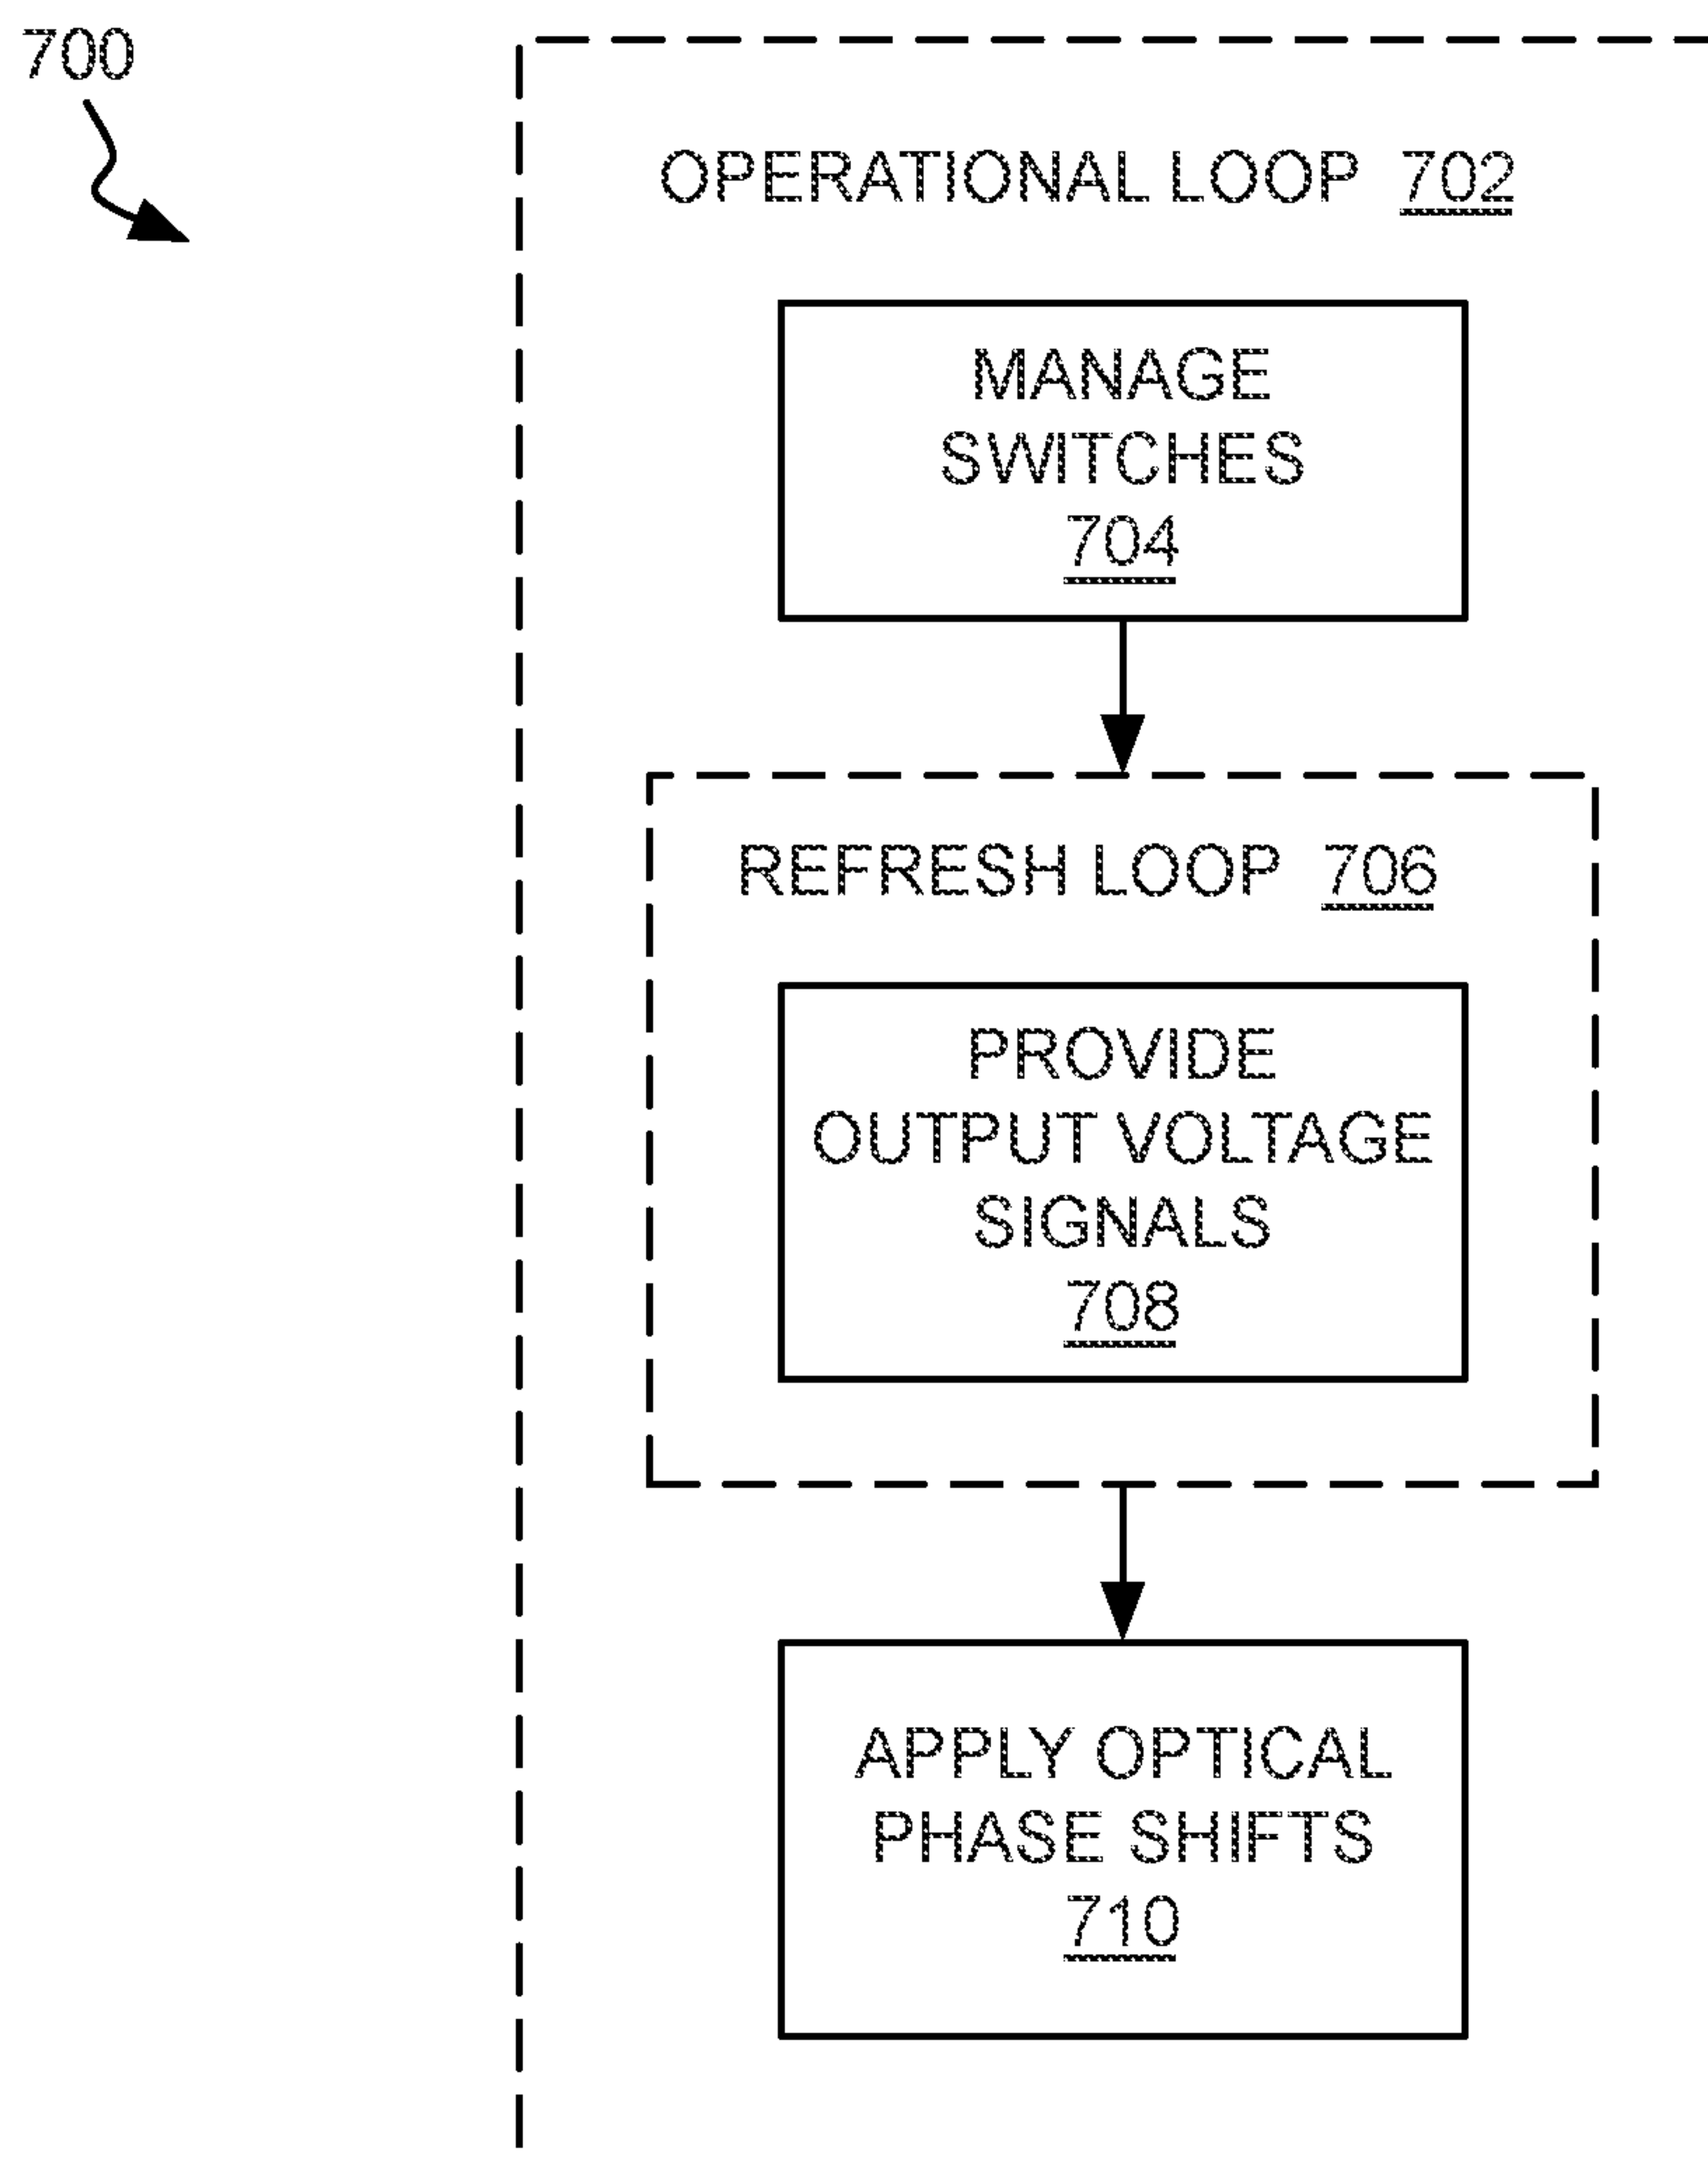 700
OPERATIONAL LOOP 702
MANAGE
SWITCHES
704
REFRESH LOOP 706
PROVIDE
OUTPUT VOLTAGE
SIGNALS
708
APPLY OPTICAL
PHASE SHIFTS
710